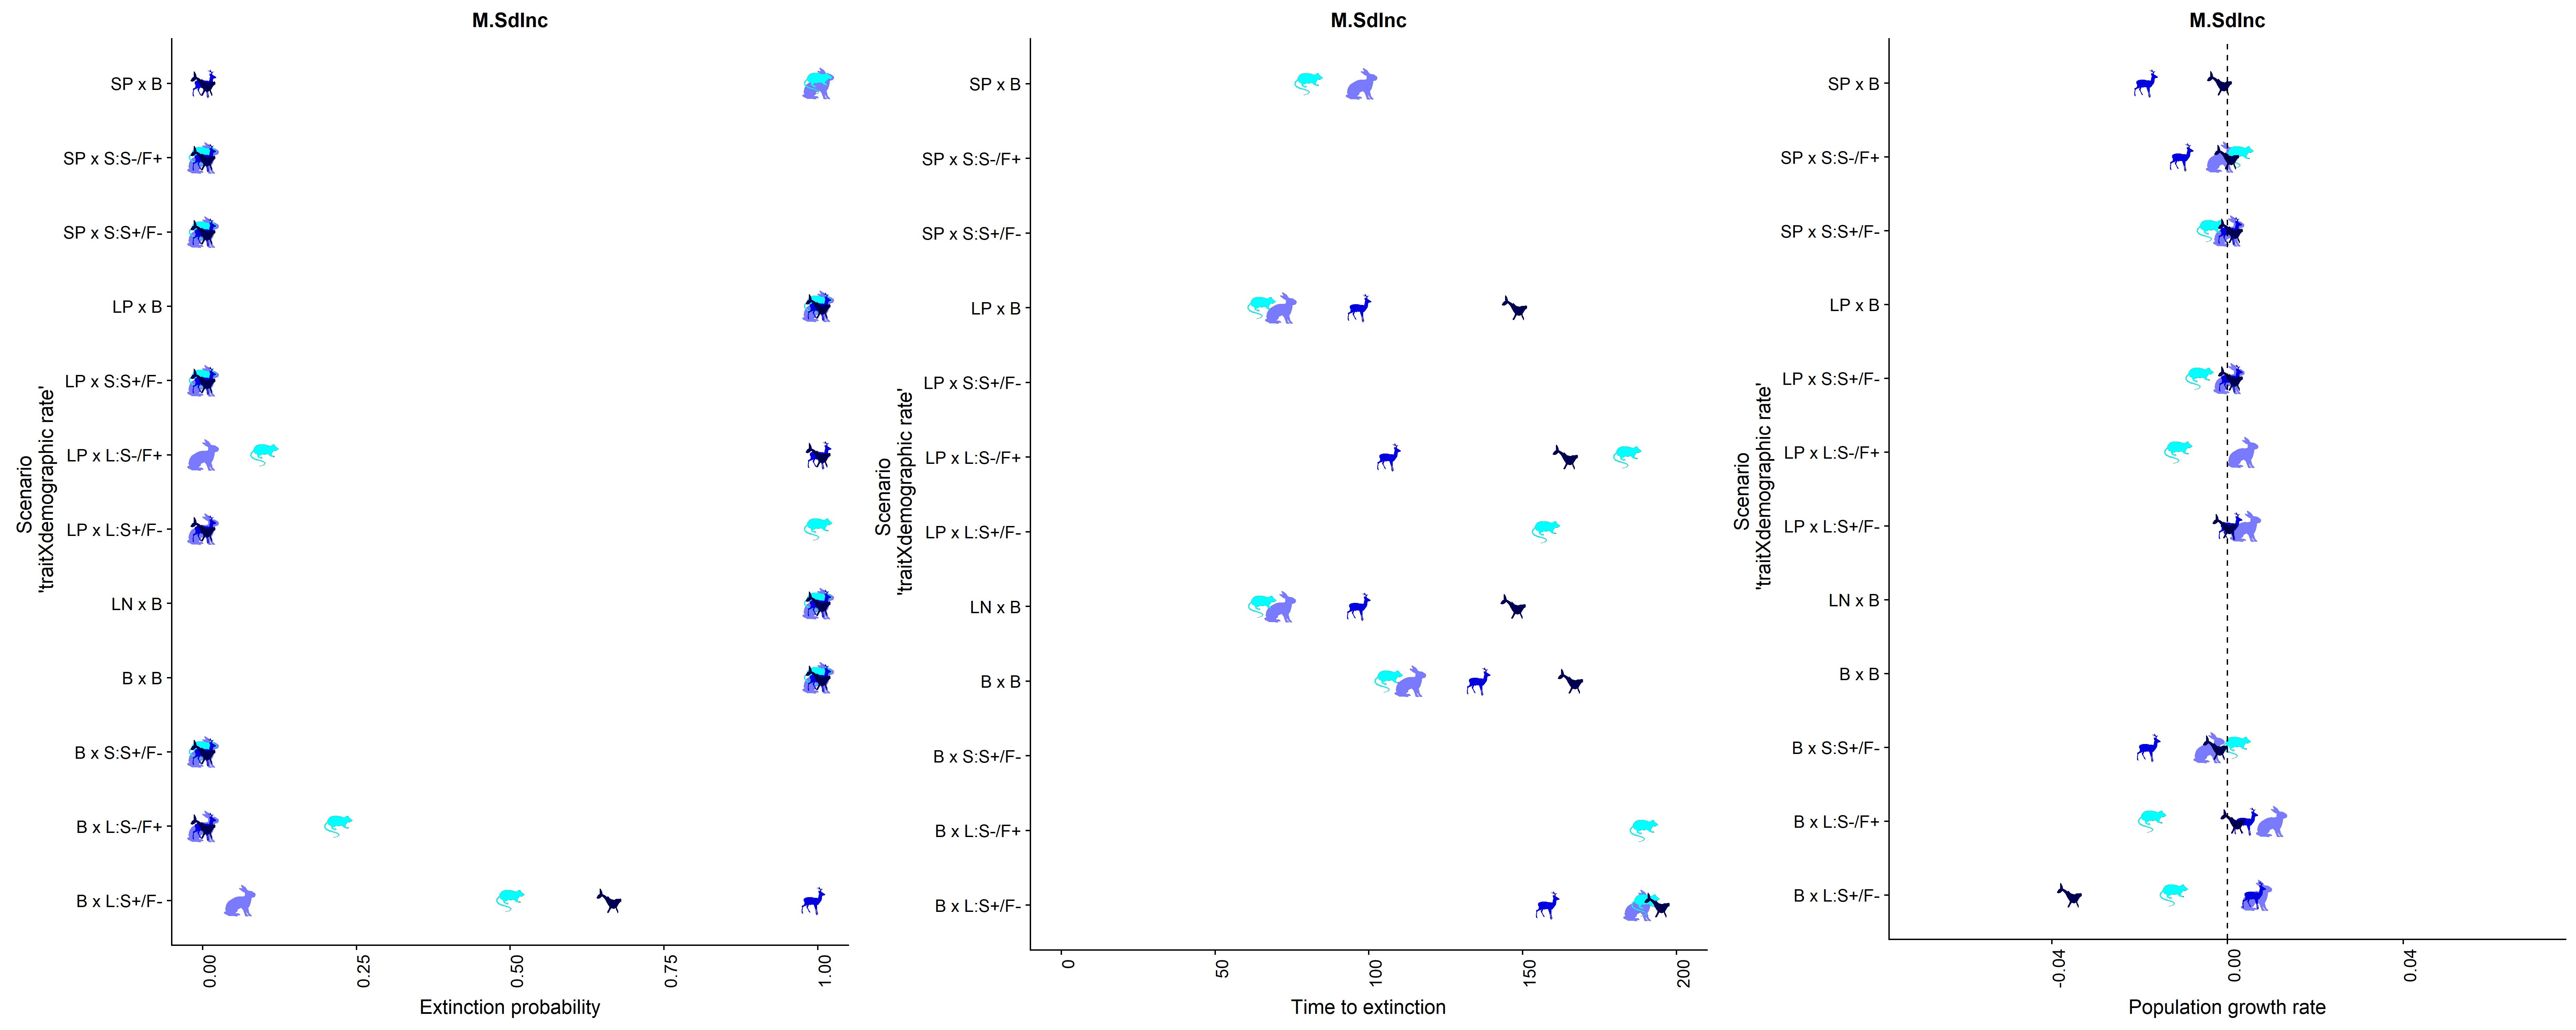 M.SdInc
SP x B
SP x S:S-/F+
SP x S:S+/F-
LP x B
LP x S:S+/F-
LP x L:S-/F+
LP x L:S+/F-
LN x B
B x B
B x S:S+/F-
B x L:S-/F+
B x L:S+/F-
Scenario
'traitXdemographic rate'
0.00
0.25
0.50
0.75
1.00
Extinction probability
M.SdInc
SP x B
SP x S:S-/F+
SP x S:S+/F-
LP x B
LP x S:S+/F-
LP x L:S-/F+
LP x L:S+/F-
LN x B
B x B
B x S:S+/F-
B x L:S-/F+
B x L:S+/F-
Scenario
'traitXdemographic rate'
0
50
100
150
200
Time to extinction
M.SdInc
SP x B
SP x S:S-/F+
SP x S:S+/F-
LP x B
LP x S:S+/F-
LP x L:S-/F+
LP x L:S+/F-
LN x B
B x B
B x S:S+/F-
B x L:S-/F+
B x L:S+/F-
Scenario
'traitXdemographic rate'
-0.04
0.00
0.04
Population growth rate